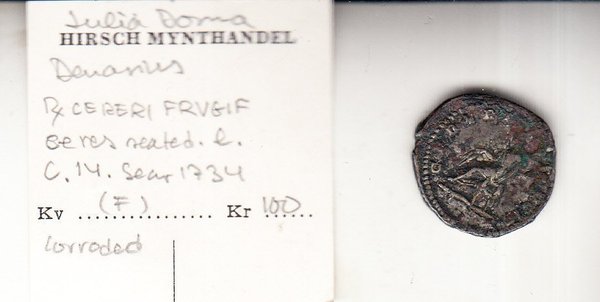 Julia Domna
HIRSCH MYNTHANDEL
Denarius
Rx CERERI FRVGIF
Ceres seated. l.
C. 14. Sear 1734
(F)
Kv ................ Kr 100......
Corroded